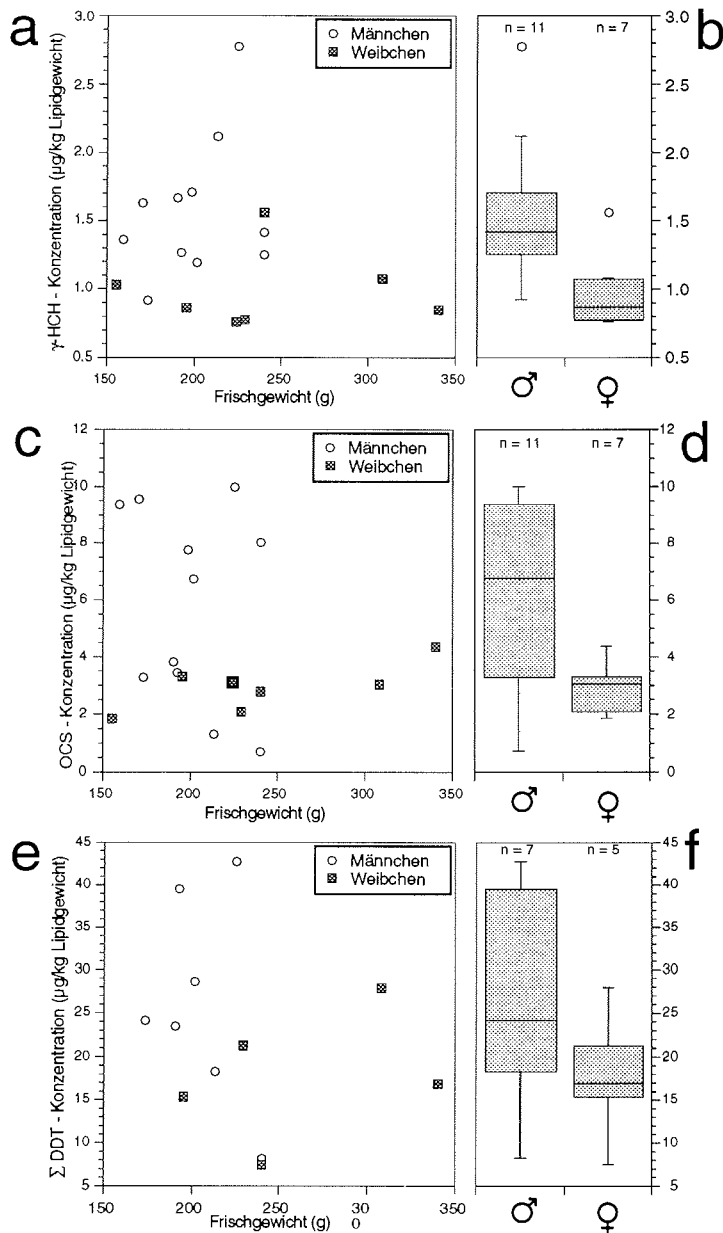 a
b
γ-HCH - Konzentration (µg/kg Lipidgewicht)
3.0
2.5
2.0
1.5
1.0
0.5
○ Männchen
Weibchen
150 200 250 300 350
Frischgewicht (g)
n = 11 n = 7
3.0
2.5
2.0
1.5
1.0
0.5
♂ ♀
c
d
OCS - Konzentration (µg/kg Lipidgewicht)
12
10
8
6
4
2
0
○ Männchen
Weibchen
150 200 250 300 350
Frischgewicht (g)
n = 11 n = 7
12
10
8
6
4
2
0
♂ ♀
e
f
Σ DDT - Konzentration (µg/kg Lipidgewicht)
45
40
35
30
25
20
15
10
5
○ Männchen
Weibchen
150 200 250 30 350
Frischgewicht (g) 0
n = 7 n = 5
45
40
35
30
25
20
15
10
5
♂ ♀